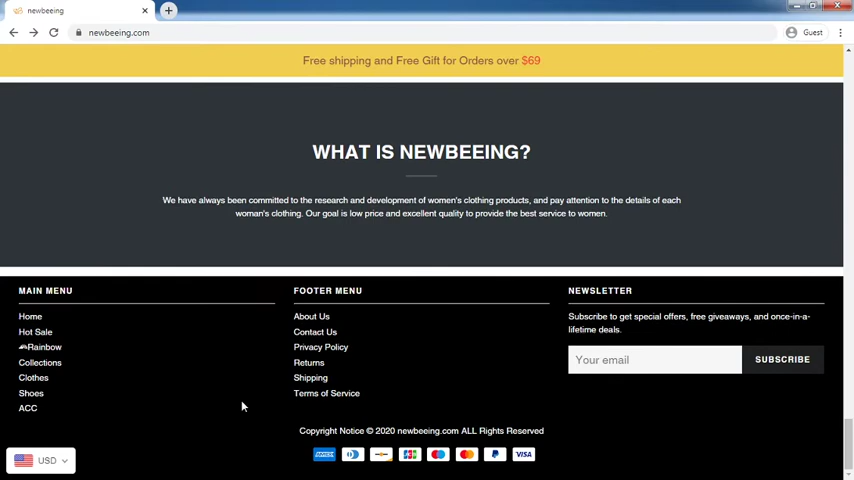 newbeeing
newbeeing.com
Guest
Free shipping and Free Gift for Orders over $69
WHAT IS NEWBEEING?
We have always been committed to the research and development of women's clothing products, and pay attention to the details of each
woman's clothing. Our goal is low price and excellent quality to provide the best service to women.
MAIN MENU
Home
Hot Sale
Rainbow
Collections
Clothes
Shoes
ACC
FOOTER MENU
About Us
Contact Us
Privacy Policy
Returns
Shipping
Terms of Service
NEWSLETTER
Subscribe to get special offers, free giveaways, and once-in-a-
lifetime deals.
Your email
SUBSCRIBE
Copyright Notice © 2020 newbeeing.com ALL Rights Reserved
JCB
VISA
USD